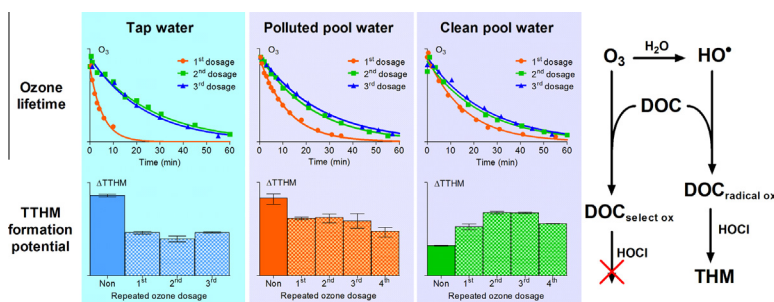 Tap water
Polluted pool water
Clean pool water
Ozone lifetime
O₃
1st dosage
2nd dosage
3rd dosage
0 10 20 30 40 50 60
Time (min)
O₃
1st dosage
2nd dosage
3rd dosage
0 10 20 30 40 50 60
Time (min)
O₃
1st dosage
2nd dosage
3rd dosage
0 10 20 30 40 50 60
Time (min)
TTHM formation potential
ΔTTHM
Non 1st 2nd 3rd
Repeated ozone dosage
ΔTTHM
Non 1st 2nd 3rd 4th
Repeated ozone dosage
ΔTTHM
Non 1st 2nd 3rd 4th
Repeated ozone dosage
O₃ H₂O HO•
DOC
DOC select ox
DOC radical ox
HOCl
HOCl
THM